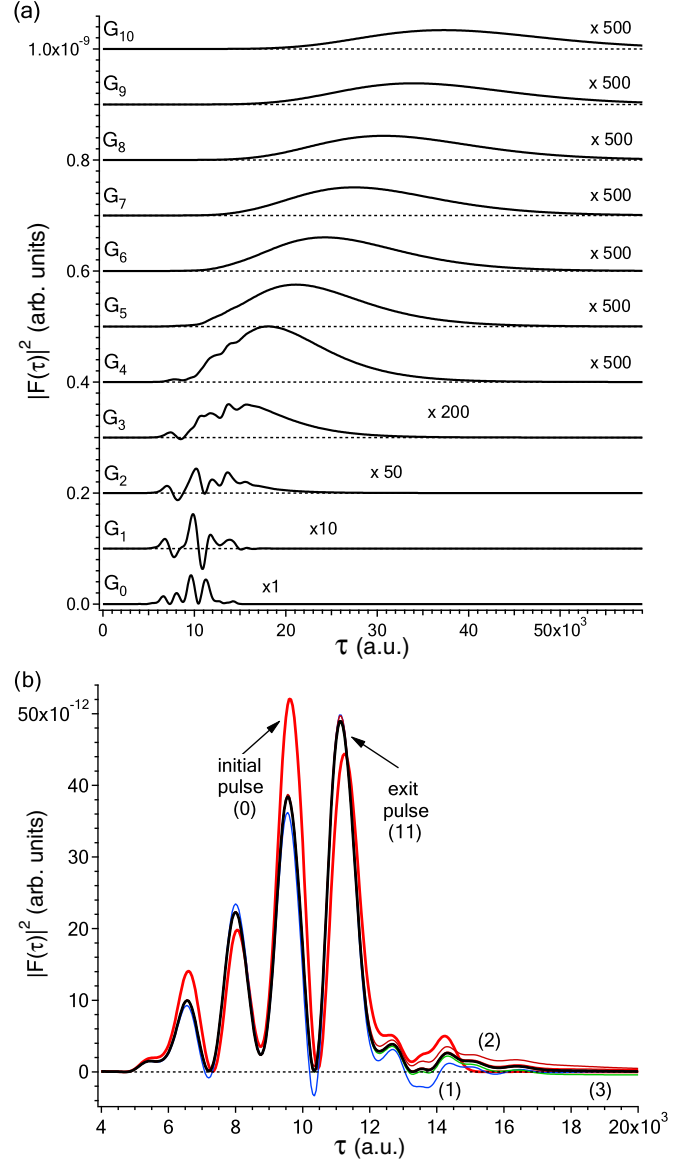 (a)
G10
x 500
1.0x10-9
G9
x 500
G8
x 500
0.8
G7
x 500
G6
x 500
0.6
G5
x 500
G4
x 500
0.4
G3
x 200
G2
x 50
0.2
G1
x10
G0
x1
0.0
|F(τ)|2 (arb. units)
0 10 20 30 40 50x103
τ (a.u.)
(b)
50x10-12
initial
pulse
(0)
exit
pulse
(11)
40
30
20
10
0
(2)
(1)
(3)
|F(τ)|2 (arb. units)
4 6 8 10 12 14 16 18 20x103
τ (a.u.)